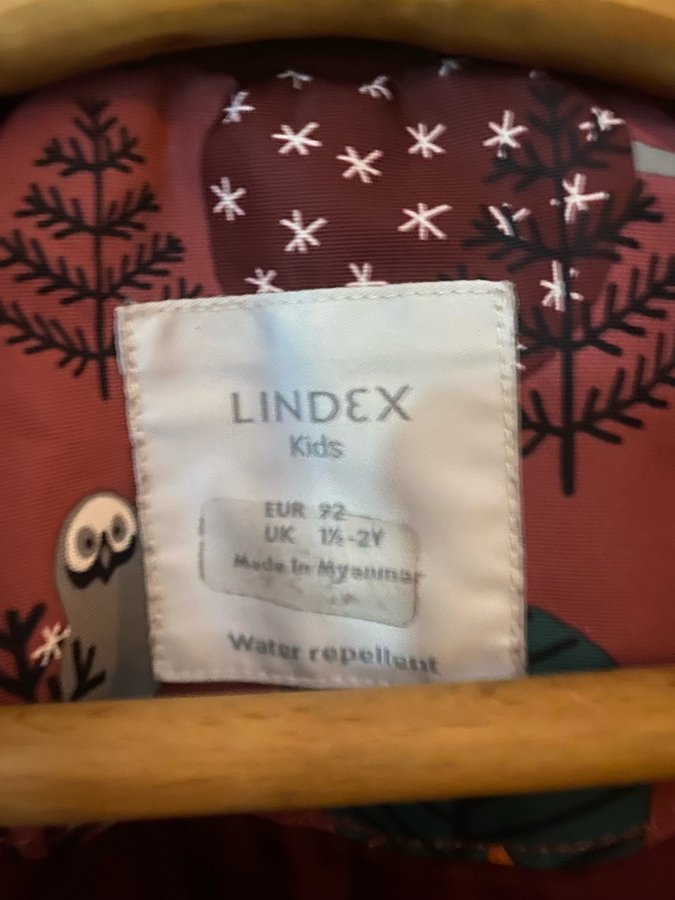 LINDEX
Kids
EUR 92
UK 1½-2Y
Made In Myanmar
Water repellent